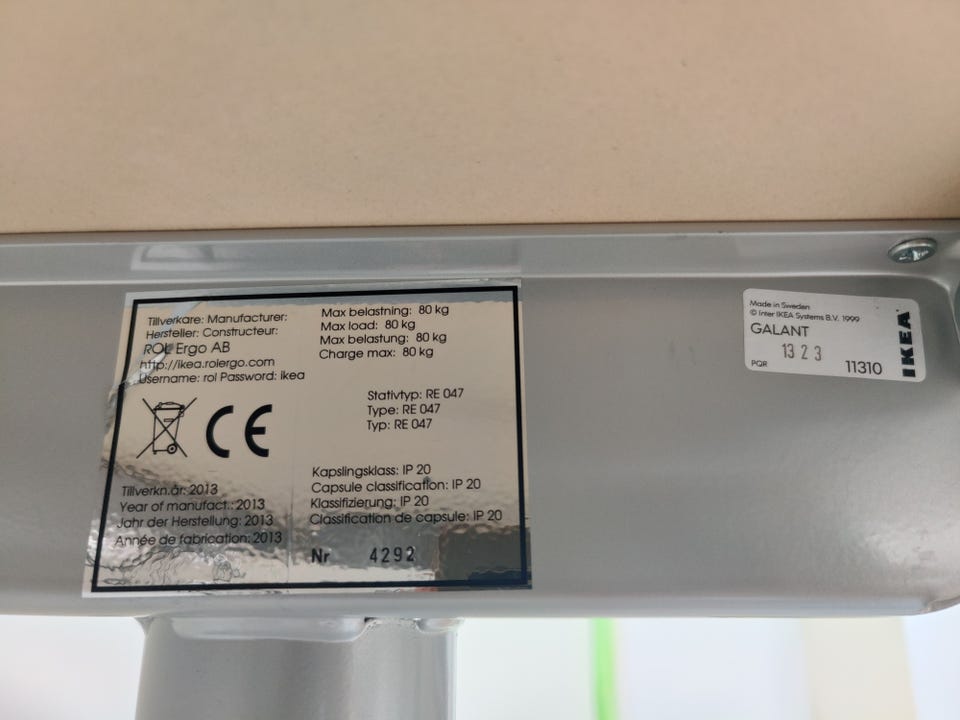 Tillverkare: Manufacturer:
Hersteller: Constructeur:
ROL Ergo AB
http://ikea.rolergo.com
Username: rol Password: ikea
Max belastning: 80 kg
Max load: 80 kg
Max belastung: 80 kg
Charge max: 80 kg
Stativtyp: RE 047
Type: RE 047
Typ: RE 047
CE
Tillverkn.år: 2013
Year of manufact.: 2013
Jahr der Herstellung: 2013
Année de fabrication: 2013
Kapslingsklass: IP 20
Capsule classification: IP 20
Klassifizierung: IP 20
Classification de capsule: IP 20
Nr 4292
Made in Sweden
© Inter IKEA Systems B.V. 1999
GALANT
1323
PQR 11310
IKEA